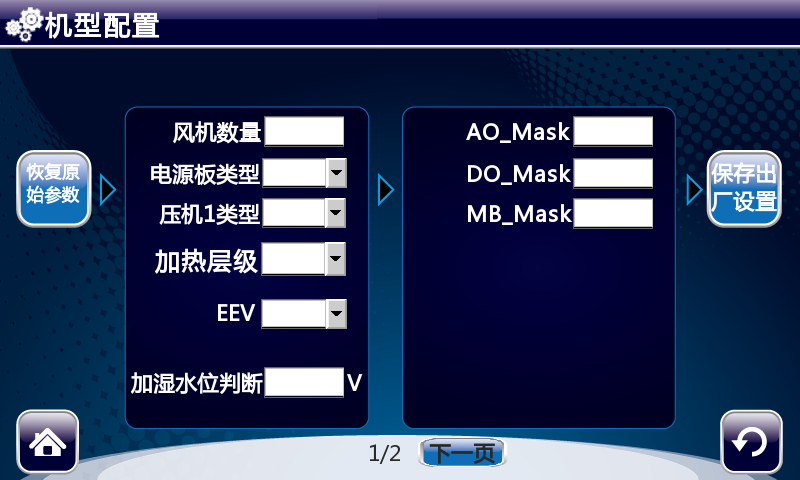 机型配置
恢复原
始参数
风机数量
电源板类型
压机1类型
加热层级
EEV
加湿水位判断 V
AO_Mask
DO_Mask
MB_Mask
保存出
厂设置
1/2 下一页